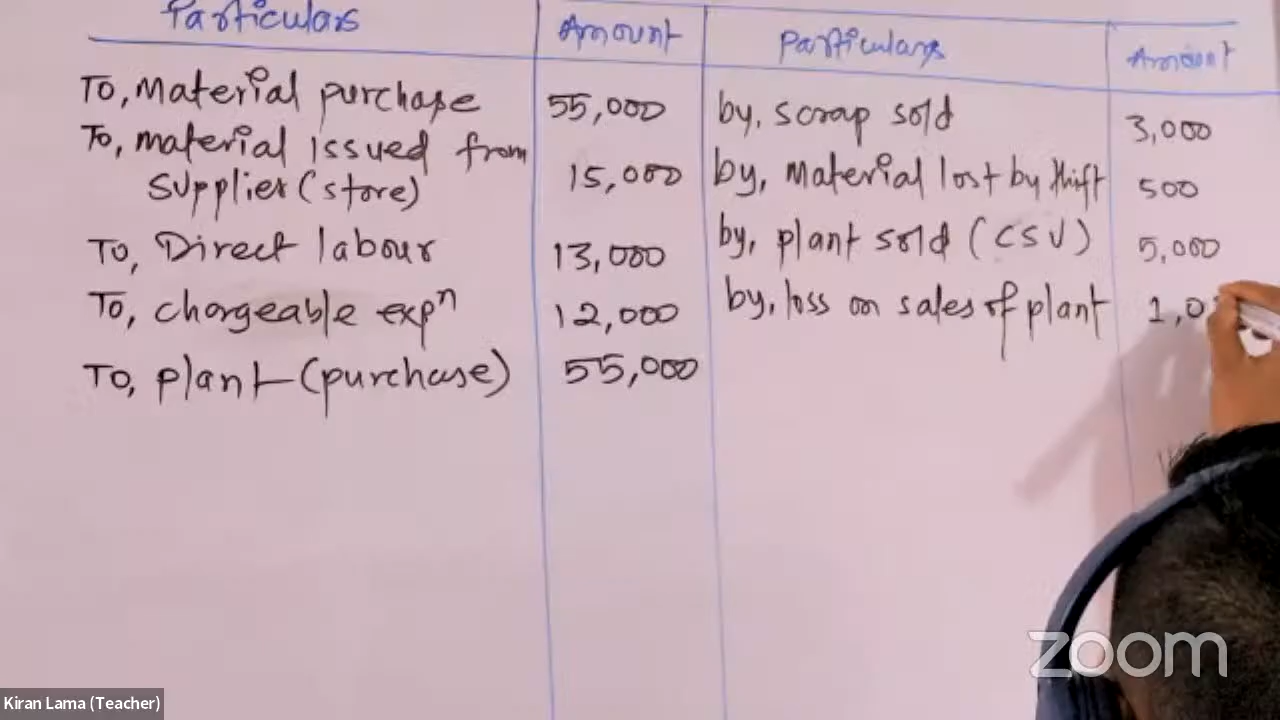 Particulars Amount Particulars Amount
To, Material purchase 55,000 by, scrap sold 3,000
To, material issued from
Supplier (store) 15,000 by, Material lost by thift 500
To, Direct labour 13,000 by, plant sold (CSV) 5,000
To, chargeable expn 12,000 by, loss on sales of plant 1,0
To, plant (purchase) 55,000
zoom
Kiran Lama (Teacher)